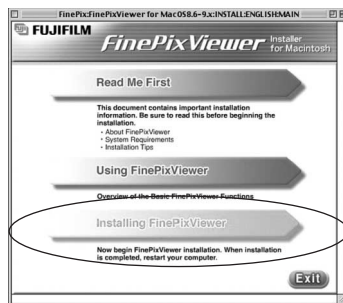 FinePix:FinePixViewer for MacOS8.6-9.x:INSTALL:ENGLISH:MAIN
FUJIFILM
FinePixViewer Installer for Macintosh
Read Me First
This document contains important installation
information. Be sure to read this before beginning the
installation.
· About FinePixViewer
· System Requirements
· Installation Tips
Using FinePixViewer
Overview of the Basic FinePixViewer Functions
Installing FinePixViewer
Now begin FinePixViewer installation. When installation
is completed, restart your computer.
Exit